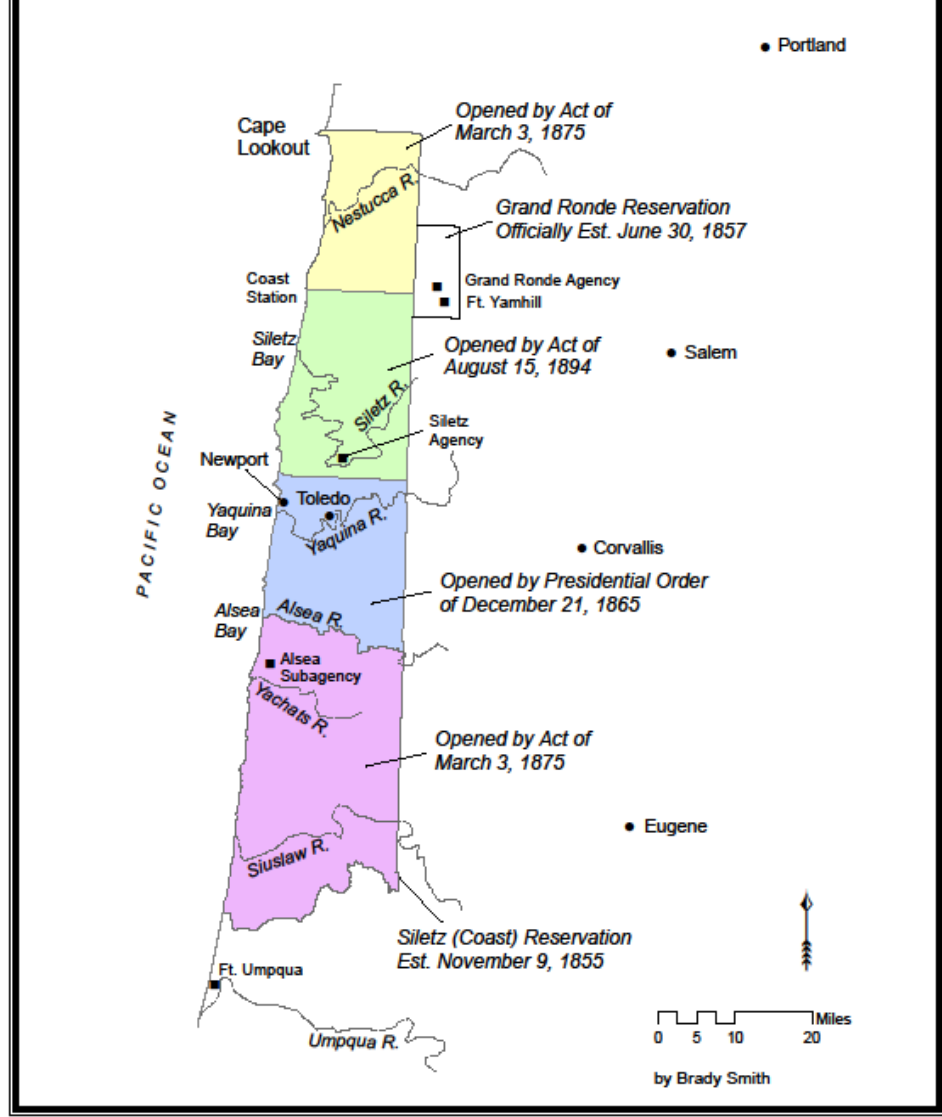 Portland
Opened by Act of
March 3, 1875
Cape
Lookout
Nestucca R.
Grand Ronde Reservation
Officially Est. June 30, 1857
Coast
Station
Grand Ronde Agency
Ft. Yamhill
Siletz
Bay
Opened by Act of
August 15, 1894
Salem
Siletz R.
Siletz
Agency
PACIFIC OCEAN
Newport
Toledo
Yaquina
Bay
Yaquina R.
Corvallis
Opened by Presidential Order
of December 21, 1865
Alsea
Bay
Alsea R
Alsea
Subagency
Yachats R.
Opened by Act of
March 3, 1875
Eugene
Siuslaw R.
Siletz (Coast) Reservation
Est. November 9, 1855
Ft. Umpqua
Umpqua R.
Miles
0 5 10 20
by Brady Smith